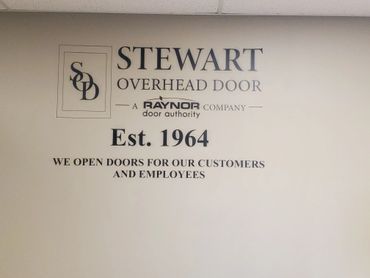 SOD
STEWART
OVERHEAD DOOR
A RAYNOR COMPANY
door authority
Est. 1964
WE OPEN DOORS FOR OUR CUSTOMERS
AND EMPLOYEES